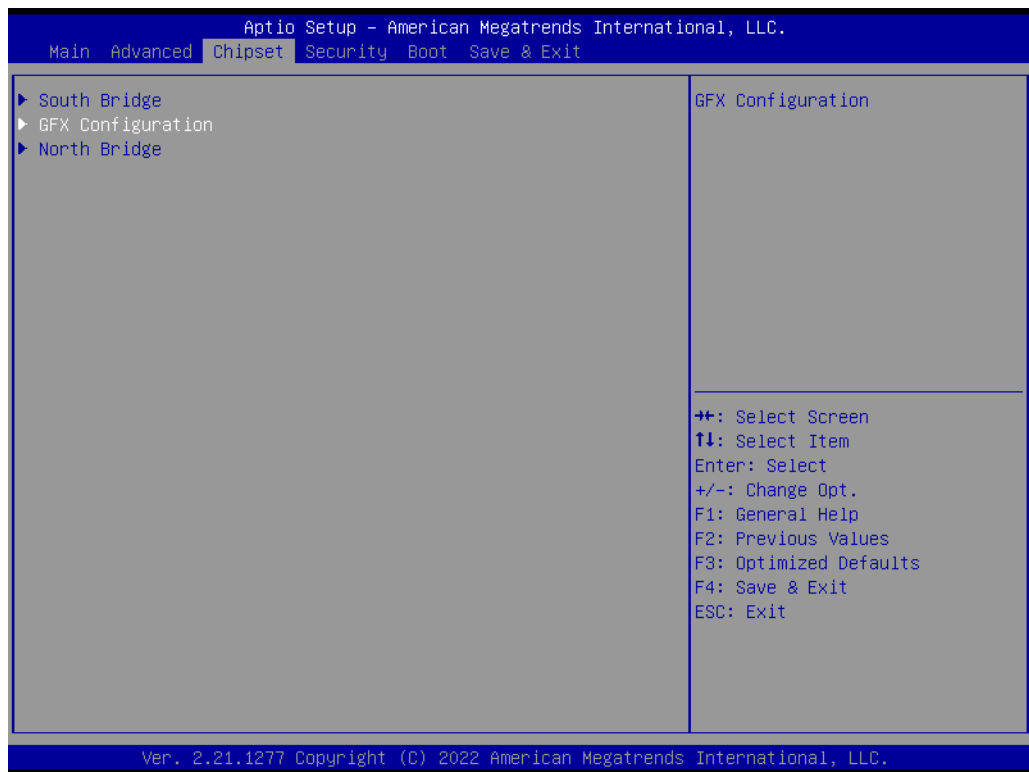 Aptio Setup – American Megatrends International, LLC.
Main Advanced Chipset Security Boot Save & Exit
▶ South Bridge
▶ GFX Configuration
▶ North Bridge
GFX Configuration
→←: Select Screen
↑↓: Select Item
Enter: Select
+/-: Change Opt.
F1: General Help
F2: Previous Values
F3: Optimized Defaults
F4: Save & Exit
ESC: Exit
Ver. 2.21.1277 Copyright (C) 2022 American Megatrends International, LLC.